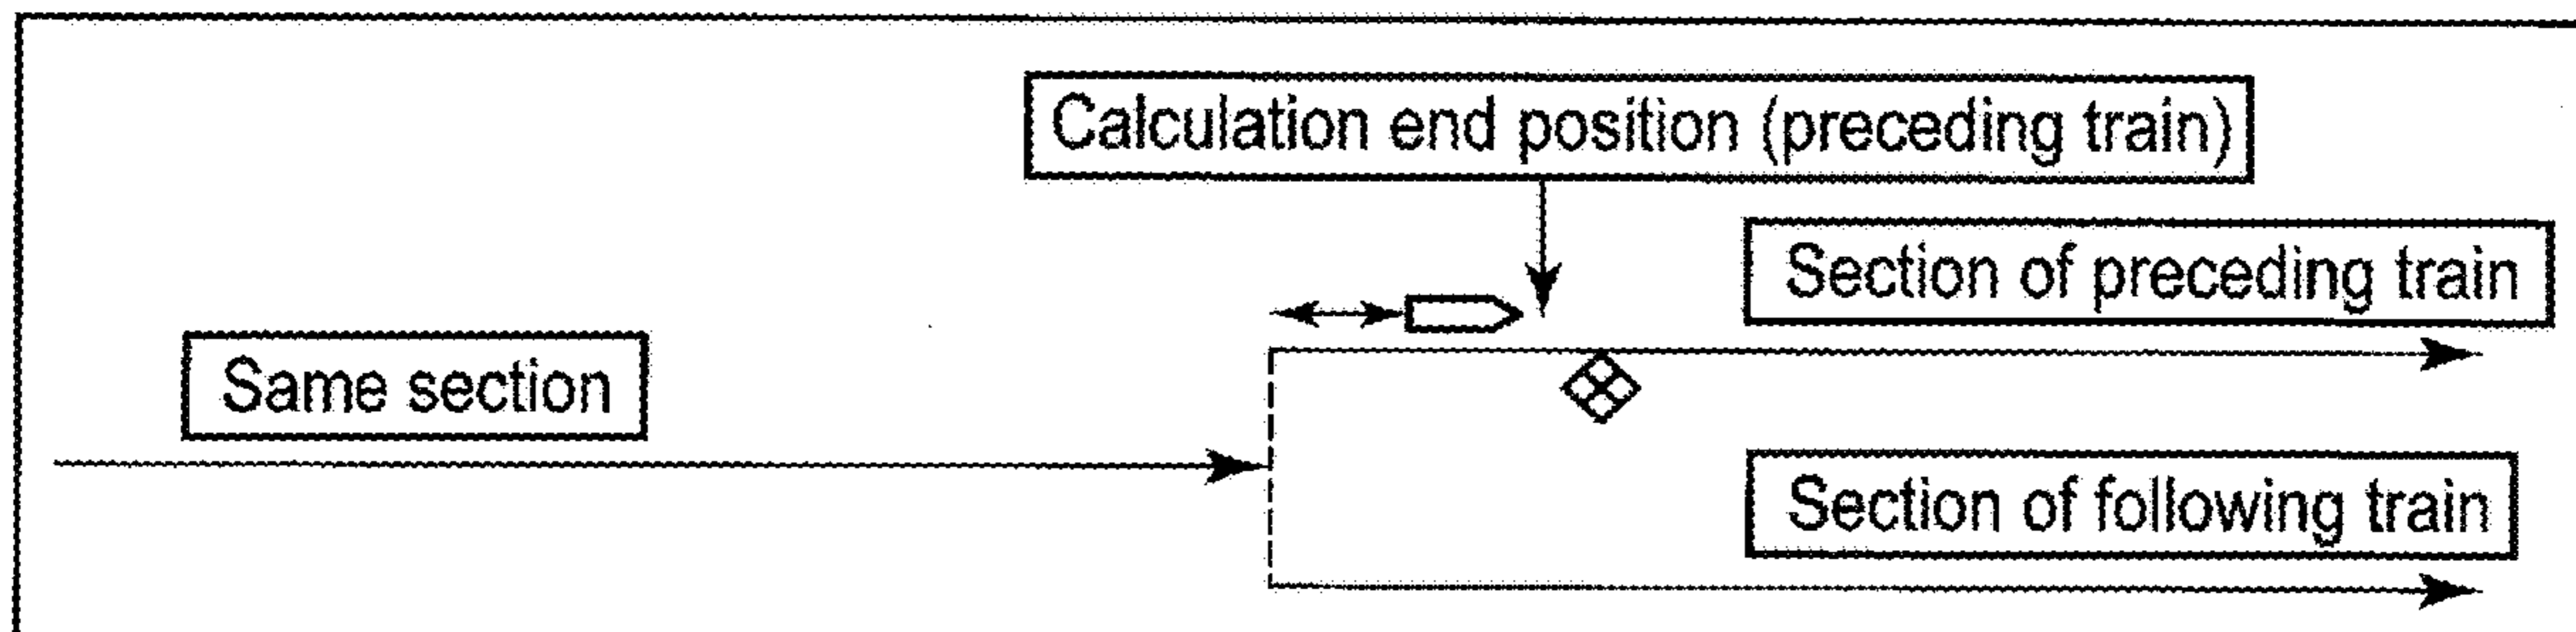 Calculation end position (preceding train)
Section of preceding train
Same section
Section of following train